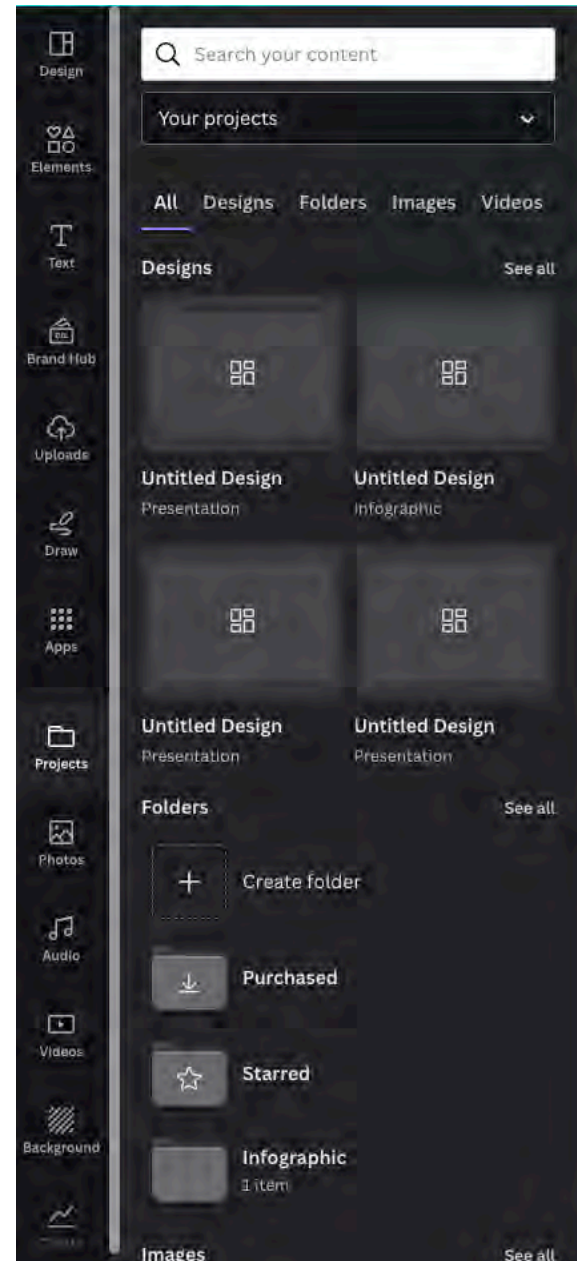 Design
Elements
Text
Brand Hub
Uploads
Draw
Apps
Projects
Photos
Audio
Videos
Background
Search your content
Your projects
All Designs Folders Images Videos
Designs See all
Untitled Design Untitled Design
Presentation Infographic
Untitled Design Untitled Design
Presentation Presentation
Folders See all
Create folder
Purchased
Starred
Infographic
1 item
Images See all